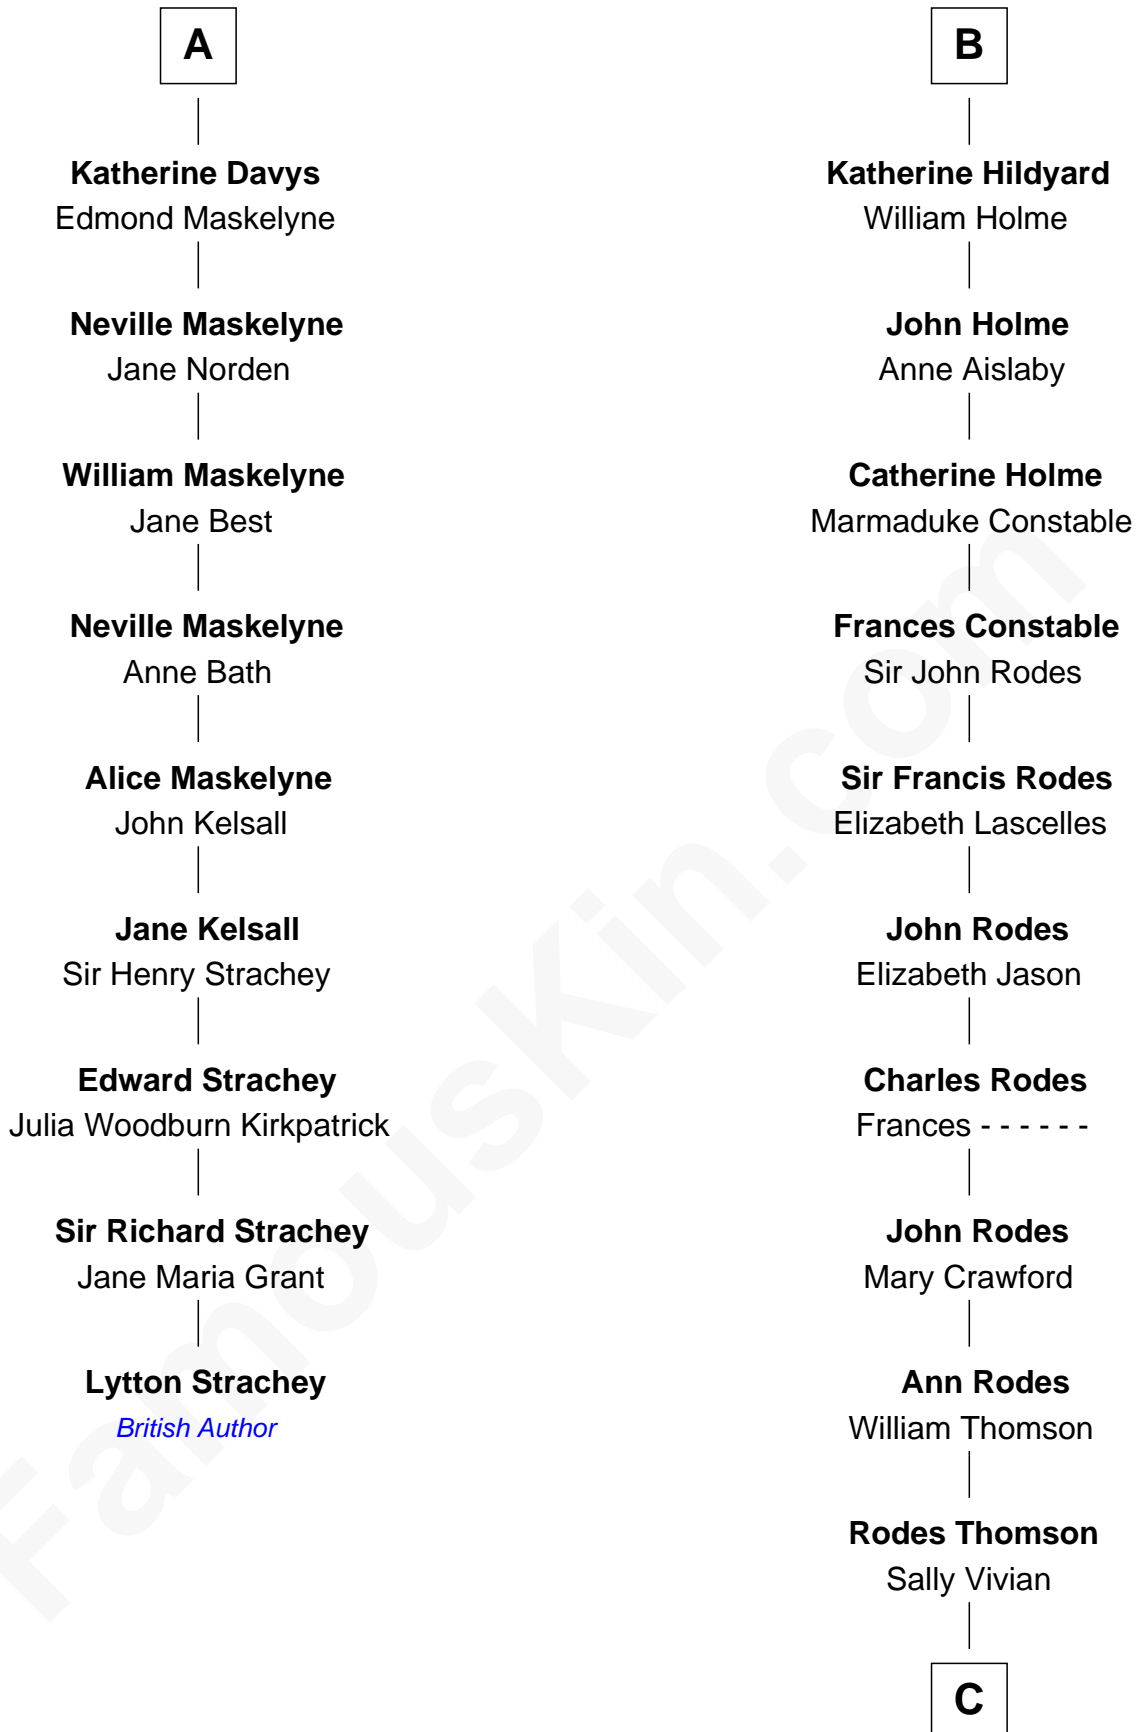 A
Katherine Davys
Edmond Maskelyne
Neville Maskelyne
Jane Norden
William Maskelyne
Jane Best
Neville Maskelyne
Anne Bath
Alice Maskelyne
John Kelsall
Jane Kelsall
Sir Henry Strachey
Edward Strachey
Julia Woodburn Kirkpatrick
Sir Richard Strachey
Jane Maria Grant
Lytton Strachey
British Author
B
Katherine Hildyard
William Holme
John Holme
Anne Aislaby
Catherine Holme
Marmaduke Constable
Frances Constable
Sir John Rodes
Sir Francis Rodes
Elizabeth Lascelles
John Rodes
Elizabeth Jason
Charles Rodes
Frances - - - - - -
John Rodes
Mary Crawford
Ann Rodes
William Thomson
Rodes Thomson
Sally Vivian
C
FamousKin.com